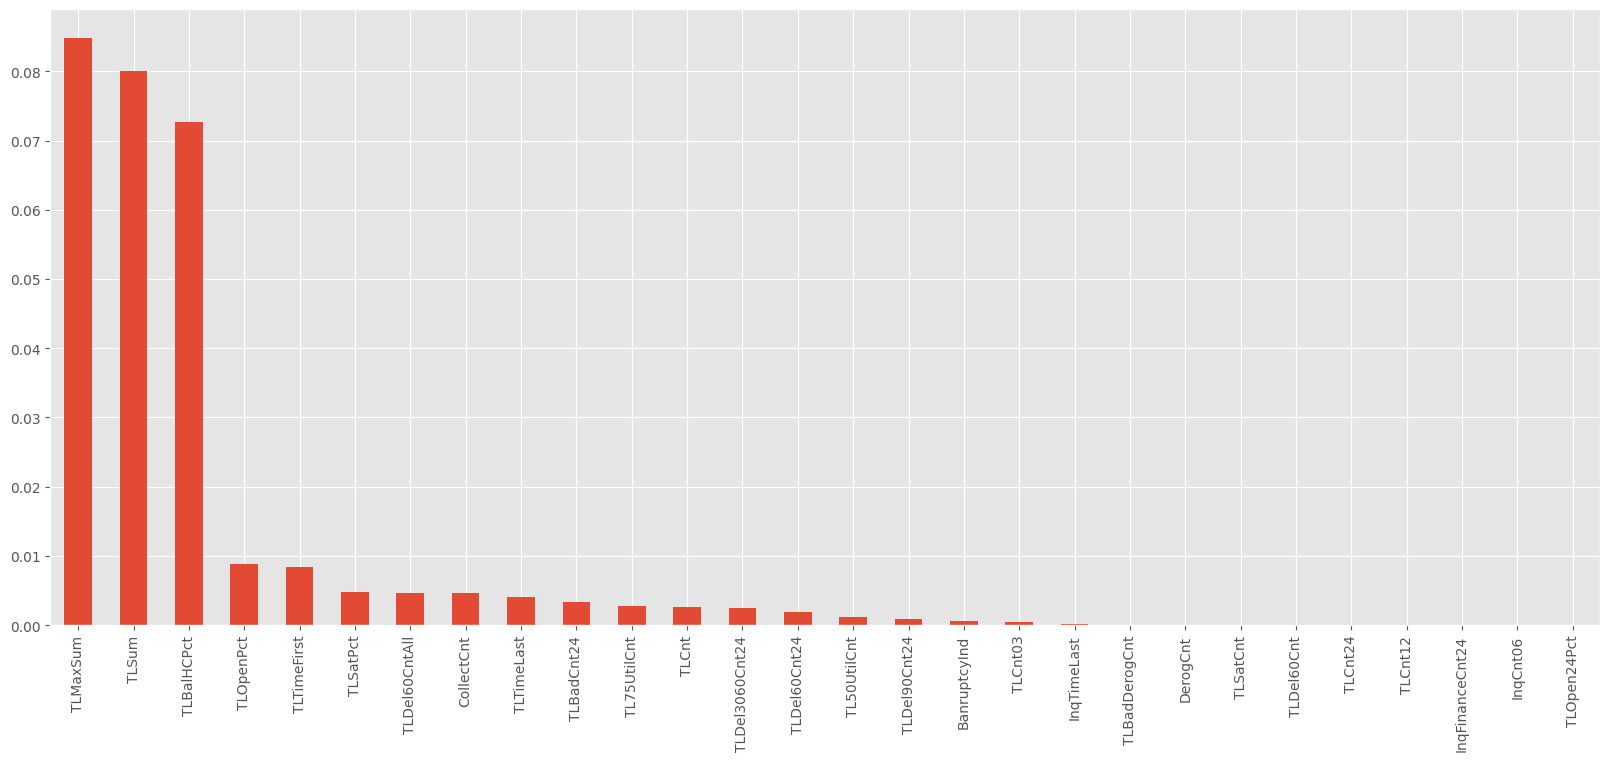 0.08
0.07
0.06
0.05
0.04
0.03
0.02
0.01
0.00
TLMaxSum
TLSum
TLBalHCPct
TLOpenPct
TLTimeFirst
TLSatPct
TLDel60CntAll
CollectCnt
TLTimeLast
TLBadCnt24
TL75UtilCnt
TLCnt
TLDel3060Cnt24
TLDel60Cnt24
TL50UtilCnt
TLDel90Cnt24
BanruptcyInd
TLCnt03
InqTimeLast
TLBadDerogCnt
DerogCnt
TLSatCnt
TLDel60Cnt
TLCnt24
TLCnt12
InqFinanceCnt24
InqCnt06
TLOpen24Pct